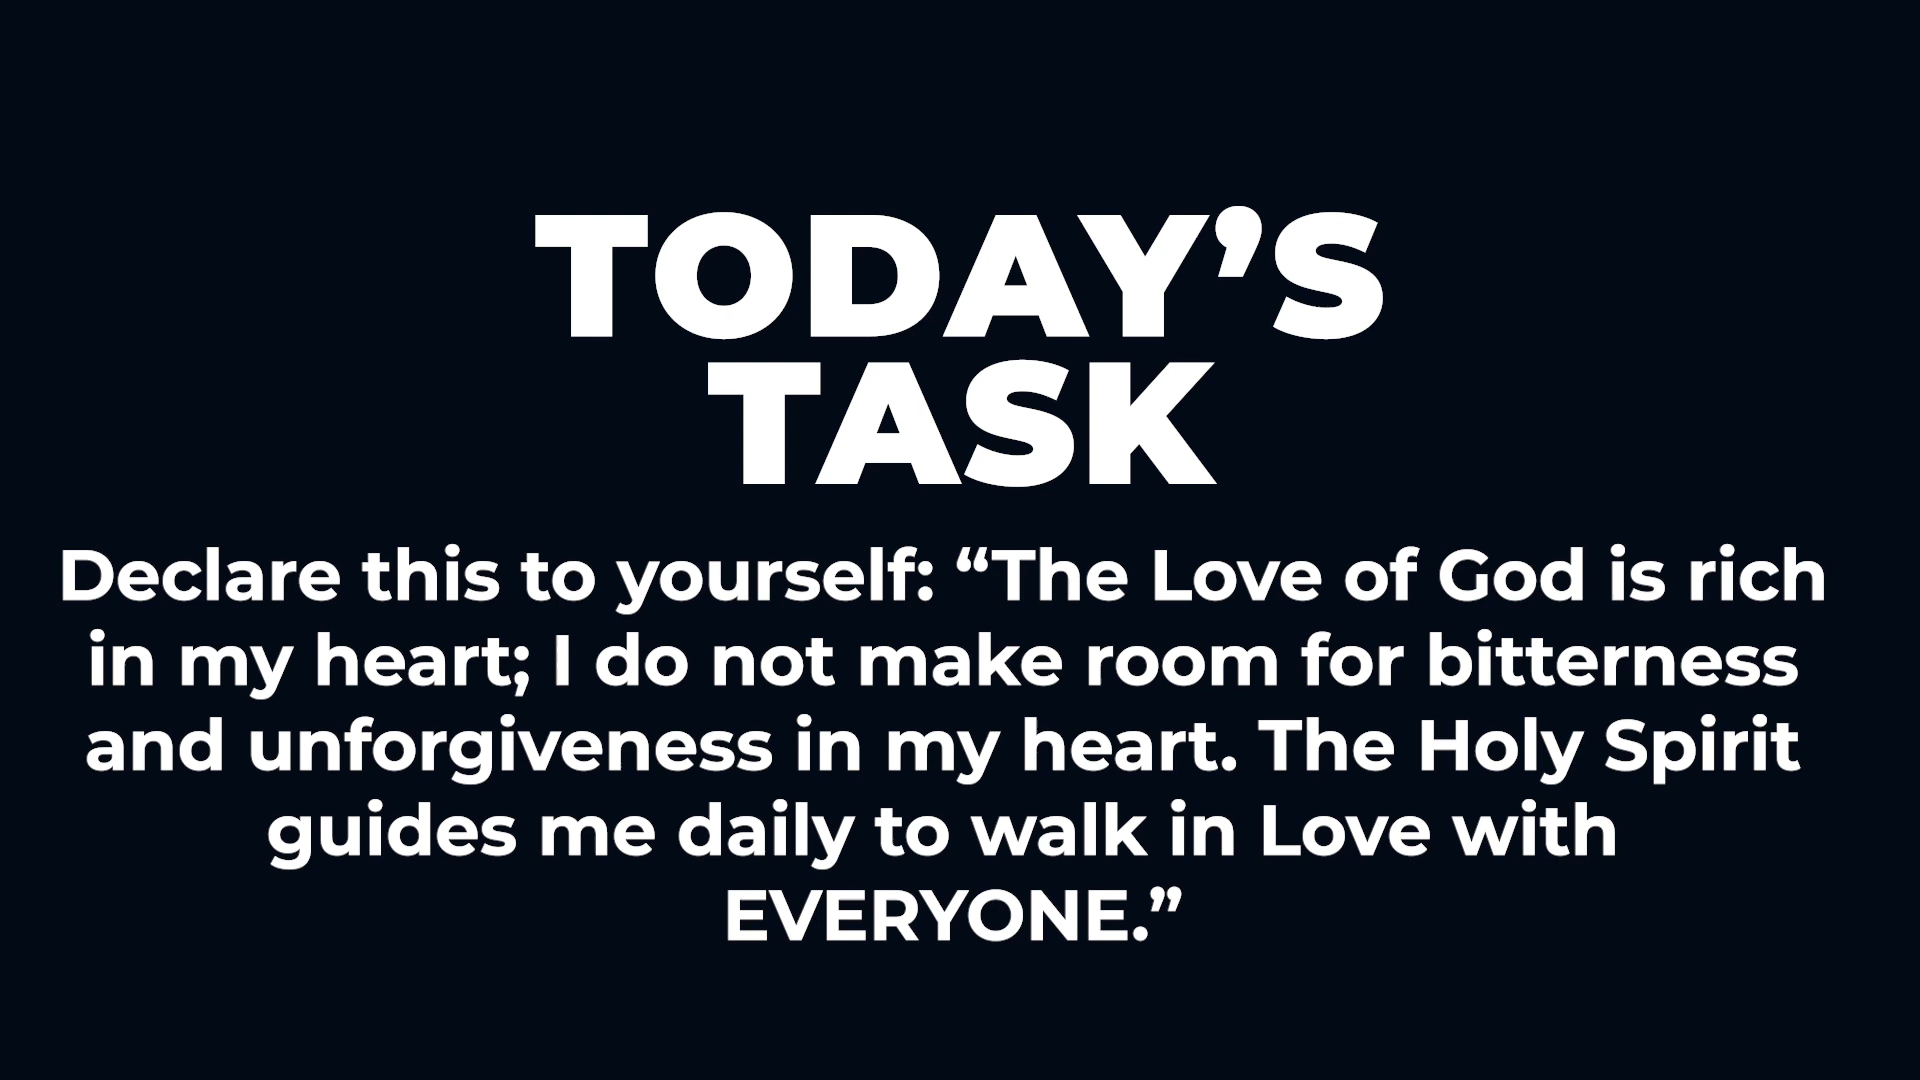 TODAY’S
TASK
Declare this to yourself: “The Love of God is rich
in my heart; I do not make room for bitterness
and unforgiveness in my heart. The Holy Spirit
guides me daily to walk in Love with
EVERYONE.”